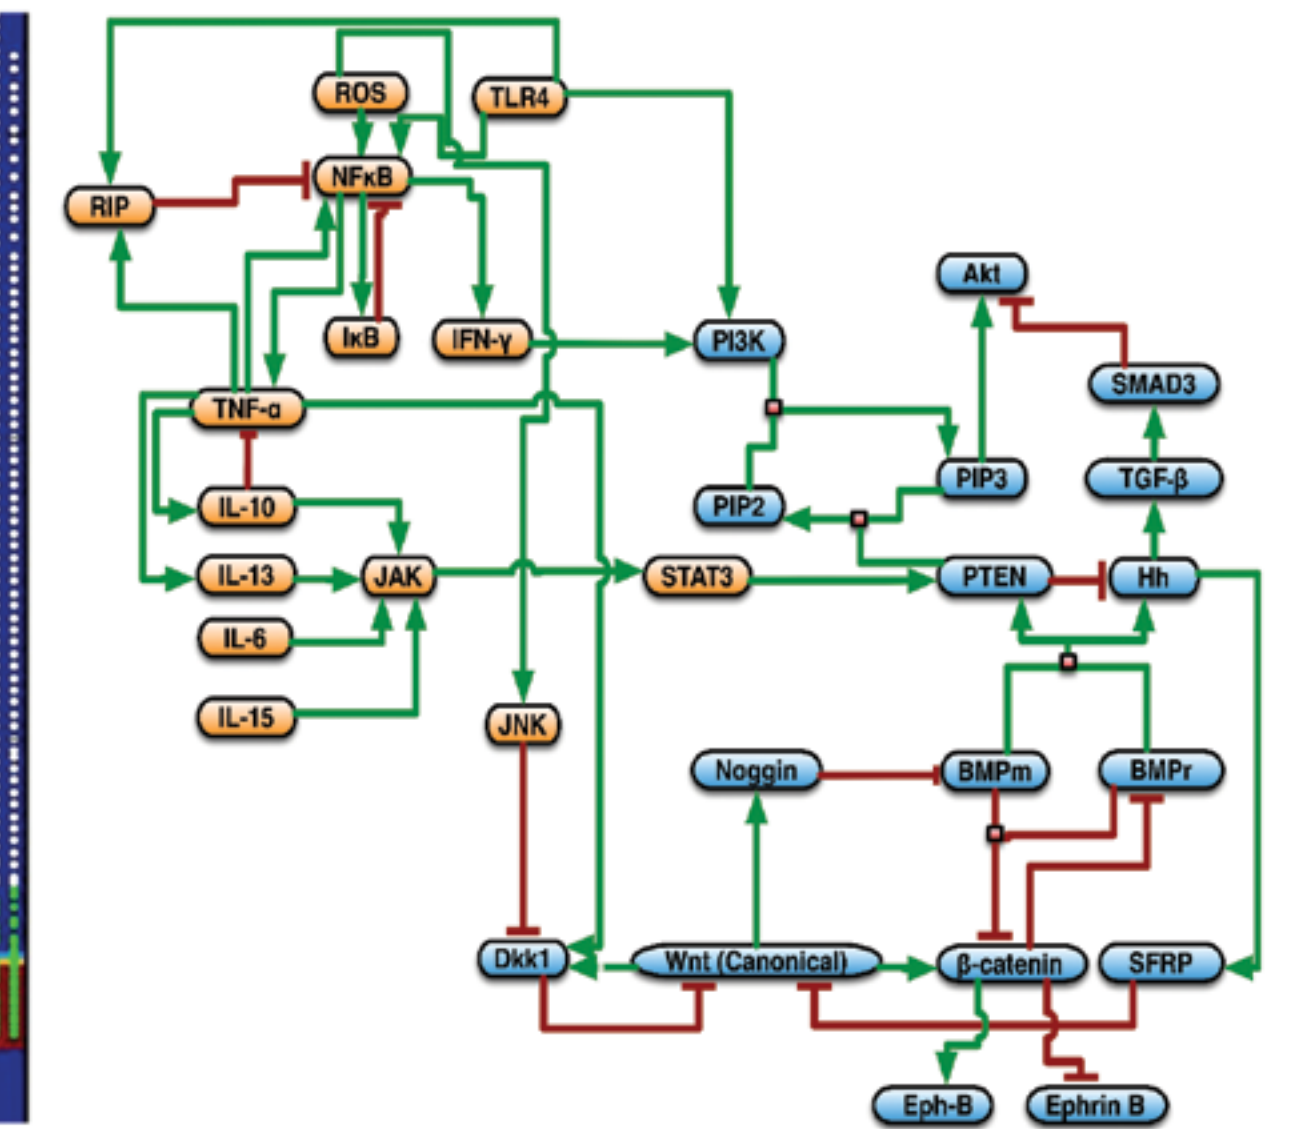 ROS
TLR4
NFκB
RIP
Akt
IκB
IFN-γ
PI3K
SMAD3
TNF-α
PIP3
TGF-β
IL-10
PIP2
IL-13
JAK
STAT3
PTEN
Hh
IL-6
IL-15
JNK
Noggin
BMPm
BMPr
Dkk1
Wnt (Canonical)
β-catenin
SFRP
Eph-B
Ephrin B